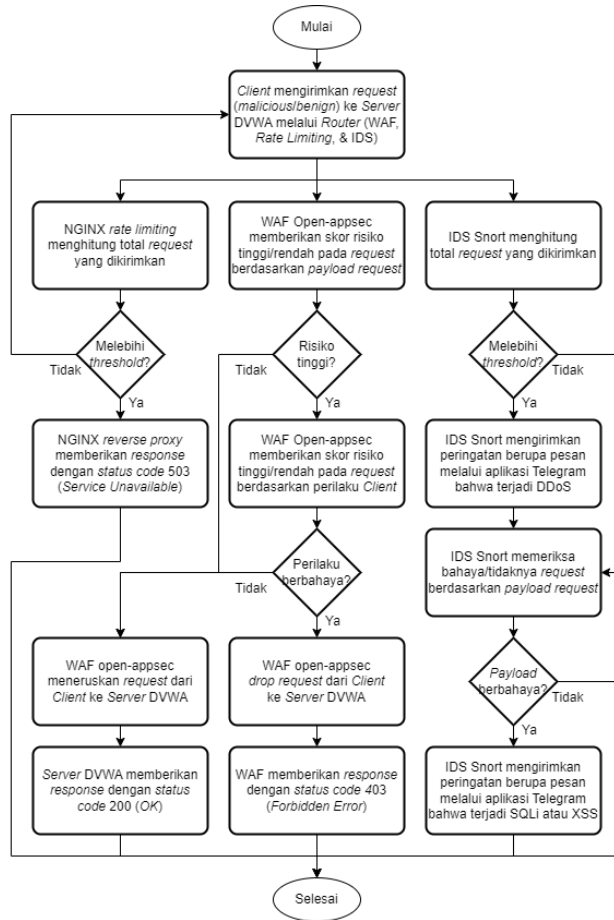 Mulai
Client mengirimkan request
(malicious/benign) ke Server
DVWA melalui Router (WAF,
Rate Limiting, & IDS)
NGINX rate limiting
menghitung total request
yang dikirimkan
WAF Open-appsec
memberikan skor risiko
tinggi/rendah pada request
berdasarkan payload request
IDS Snort menghitung
total request yang dikirimkan
Melebihi
threshold?
Tidak
Ya
Risiko
tinggi?
Tidak
Ya
Melebihi
threshold?
Tidak
Ya
NGINX reverse proxy
memberikan response
dengan status code 503
(Service Unavailable)
WAF Open-appsec
memberikan skor risiko
tinggi/rendah pada request
berdasarkan perilaku Client
IDS Snort mengirimkan
peringatan berupa pesan
melalui aplikasi Telegram
bahwa terjadi DDoS
Perilaku
berbahaya?
Tidak
Ya
IDS Snort memeriksa
bahaya/tidaknya request
berdasarkan payload request
WAF open-appsec
meneruskan request dari
Client ke Server DVWA
WAF open-appsec
drop request dari Client
ke Server DVWA
Payload
berbahaya?
Tidak
Ya
Server DVWA memberikan
response dengan status
code 200 (OK)
WAF memberikan response
dengan status code 403
(Forbidden Error)
IDS Snort mengirimkan
peringatan berupa pesan
melalui aplikasi Telegram
bahwa terjadi SQLi atau XSS
Selesai